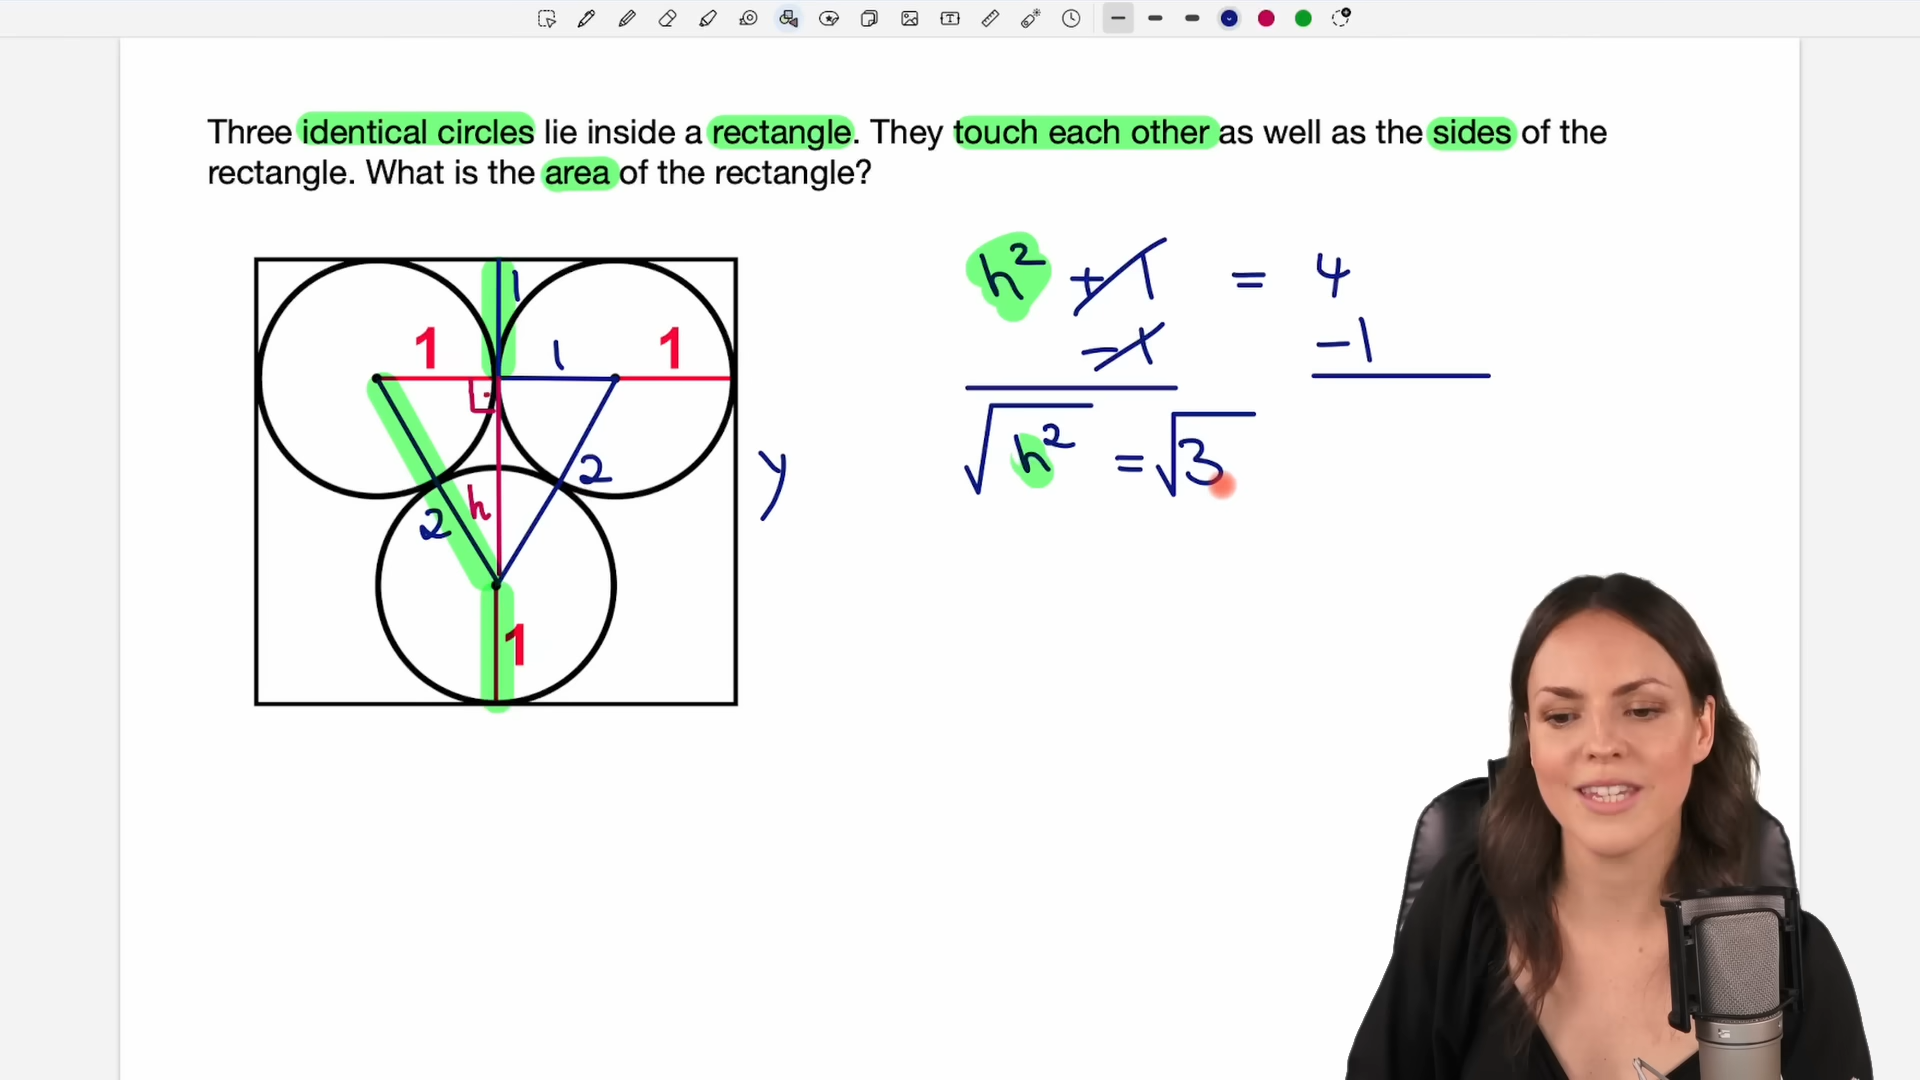 Three identical circles lie inside a rectangle. They touch each other as well as the sides of the
rectangle. What is the area of the rectangle?
1
1
1
1
2
2
h
1
y
h² + 1 = 4
-1 -1
√h² = √3